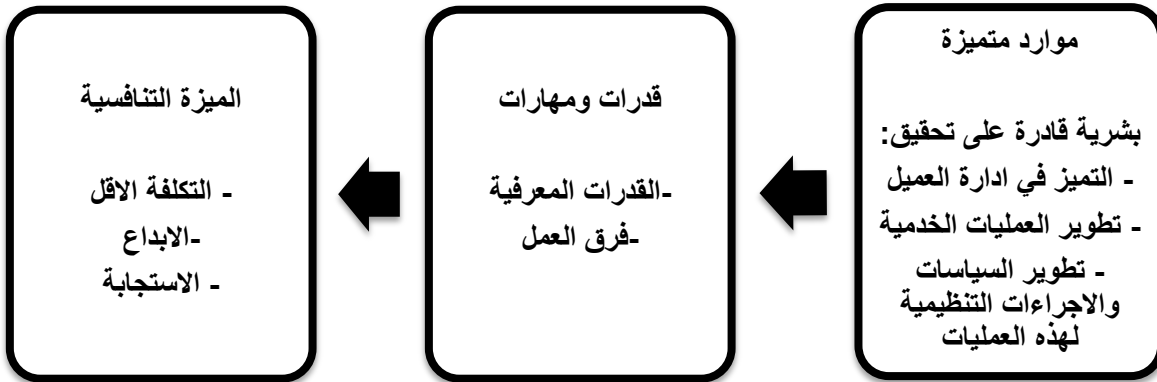 موارد متميزة
بشرية قادرة على تحقيق:
- التميز في ادارة العميل
- تطوير العمليات الخدمية
- تطوير السياسات
والاجراءات التنظيمية
لهذه العمليات
قدرات ومهارات
-القدرات المعرفية
-فرق العمل
الميزة التنافسية
- التكلفة الاقل
-الابداع
- الاستجابة